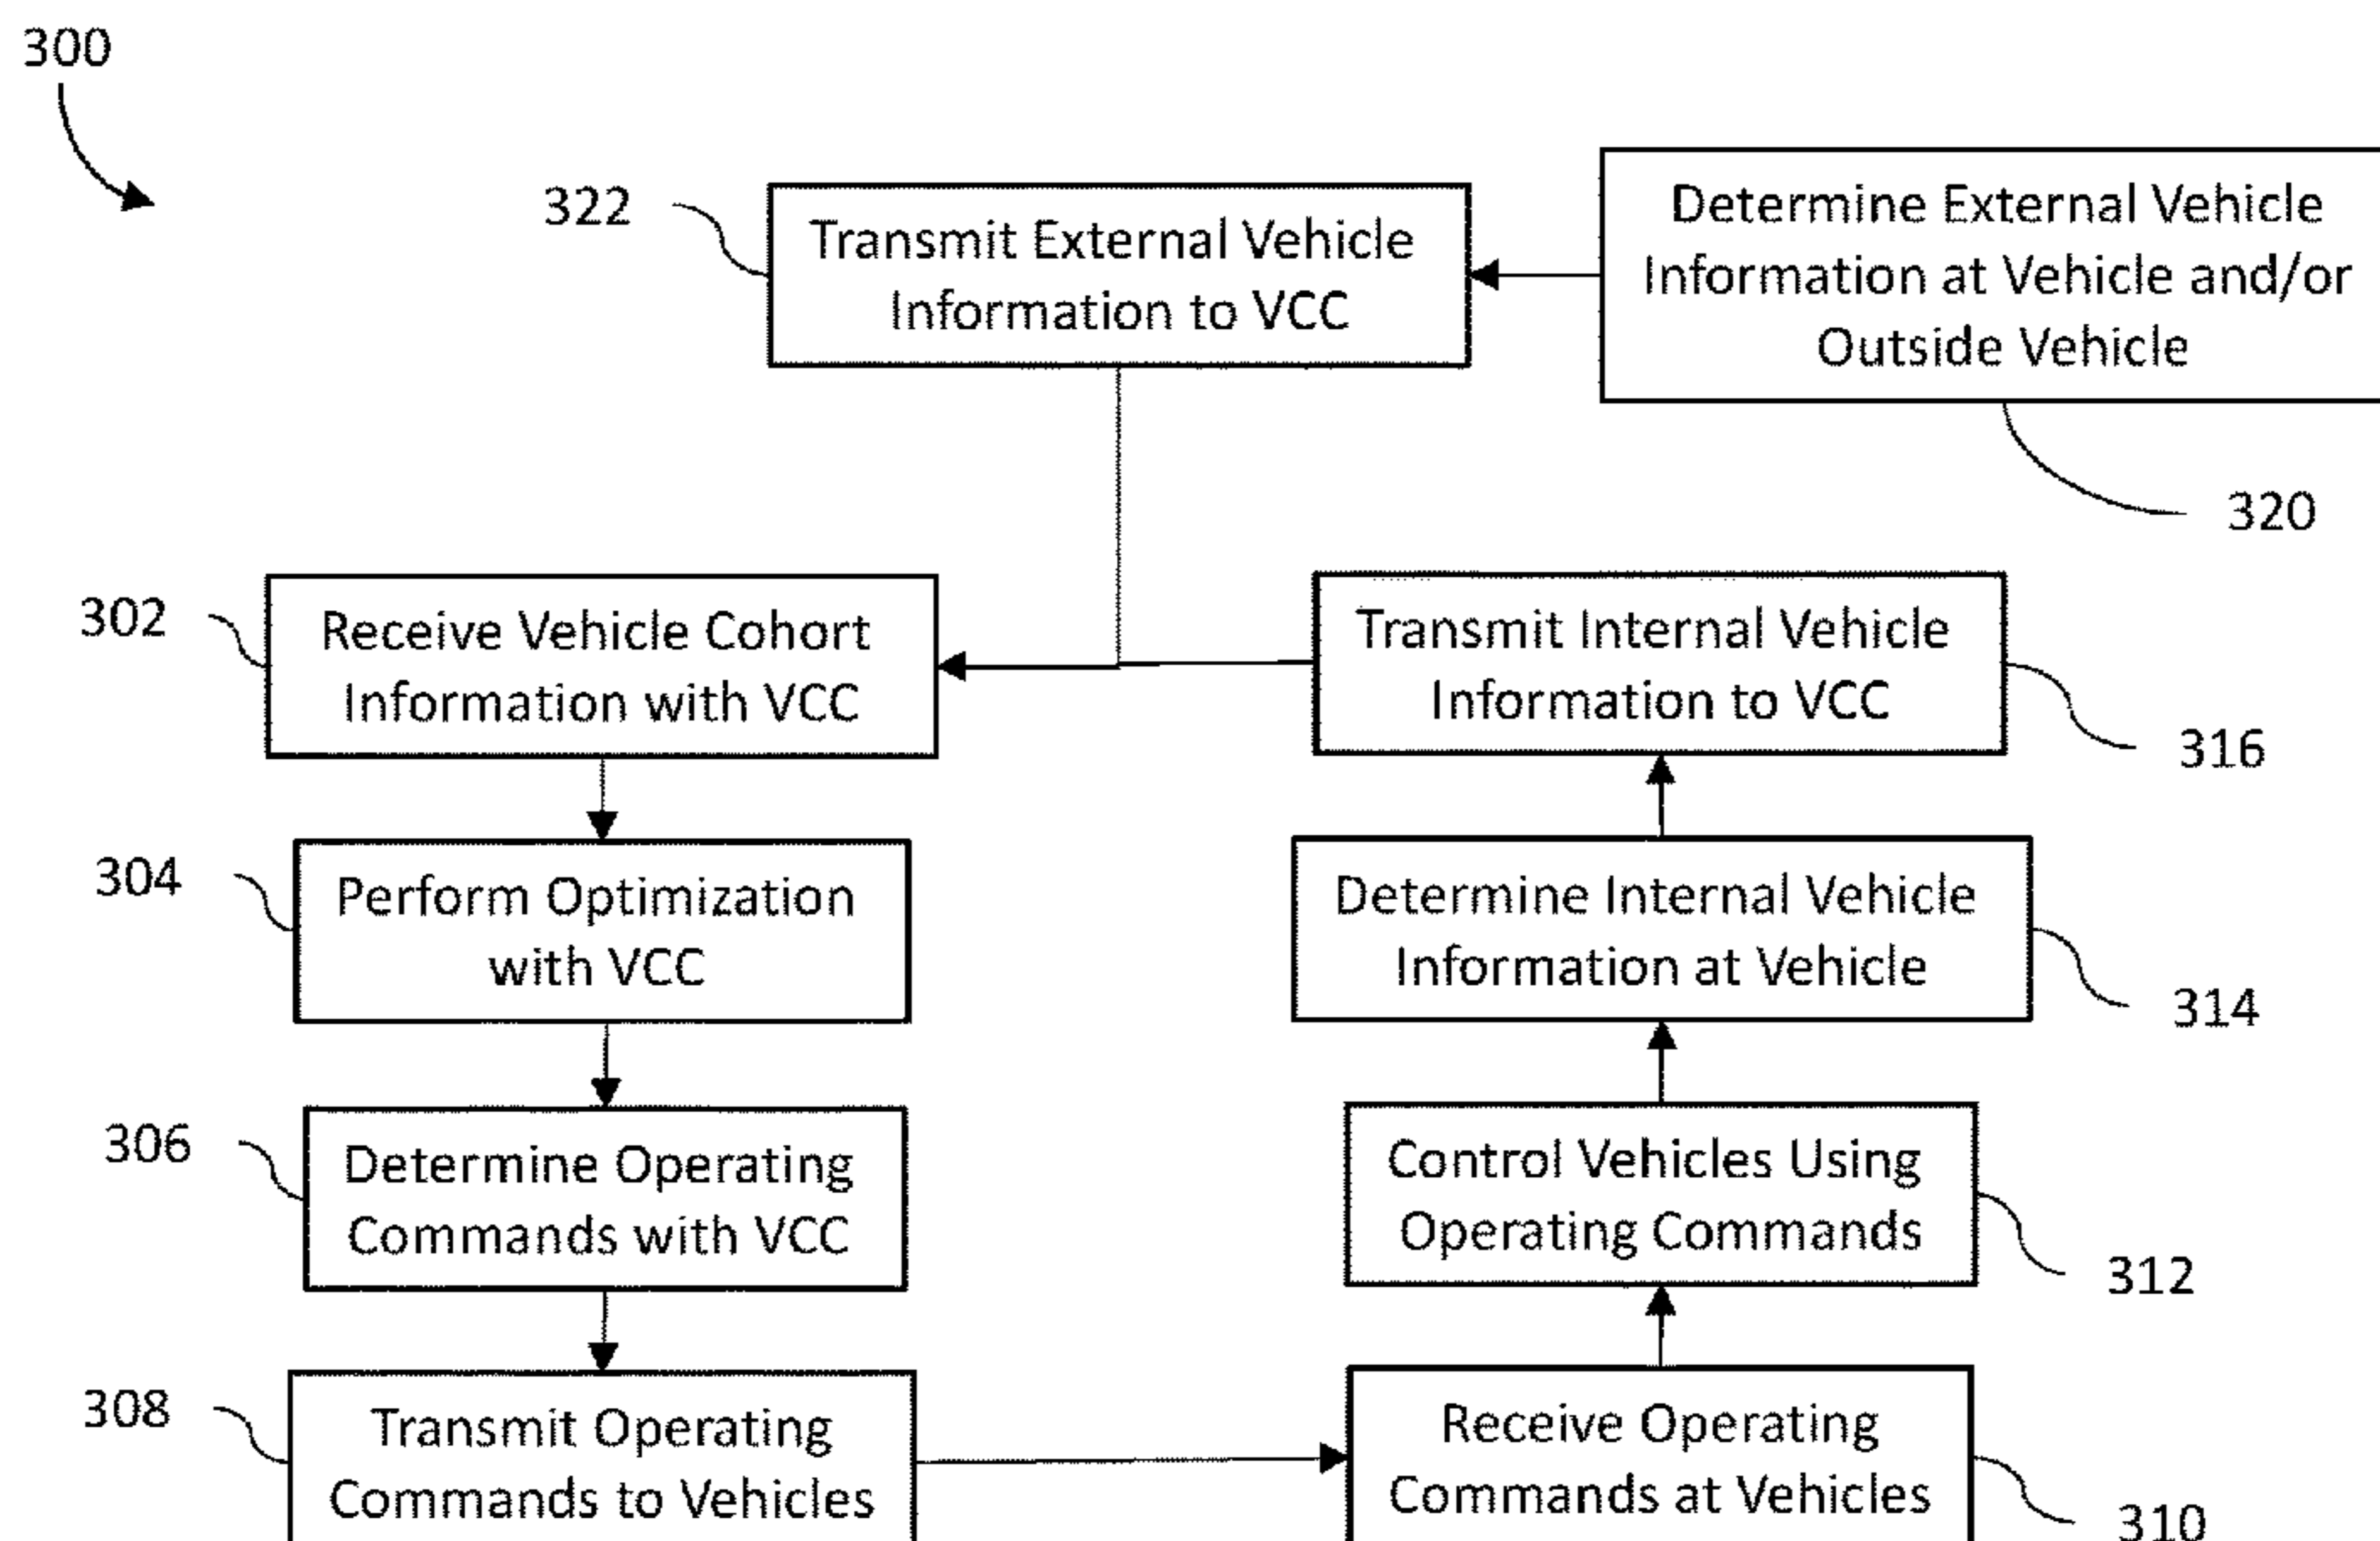 300
322
Transmit External Vehicle
Information to VCC
Determine External Vehicle
Information at Vehicle and/or
Outside Vehicle
320
302
Receive Vehicle Cohort
Information with VCC
Transmit Internal Vehicle
Information to VCC
316
304
Perform Optimization
with VCC
Determine Internal Vehicle
Information at Vehicle
314
306
Determine Operating
Commands with VCC
Control Vehicles Using
Operating Commands
312
308
Transmit Operating
Commands to Vehicles
Receive Operating
Commands at Vehicles
310